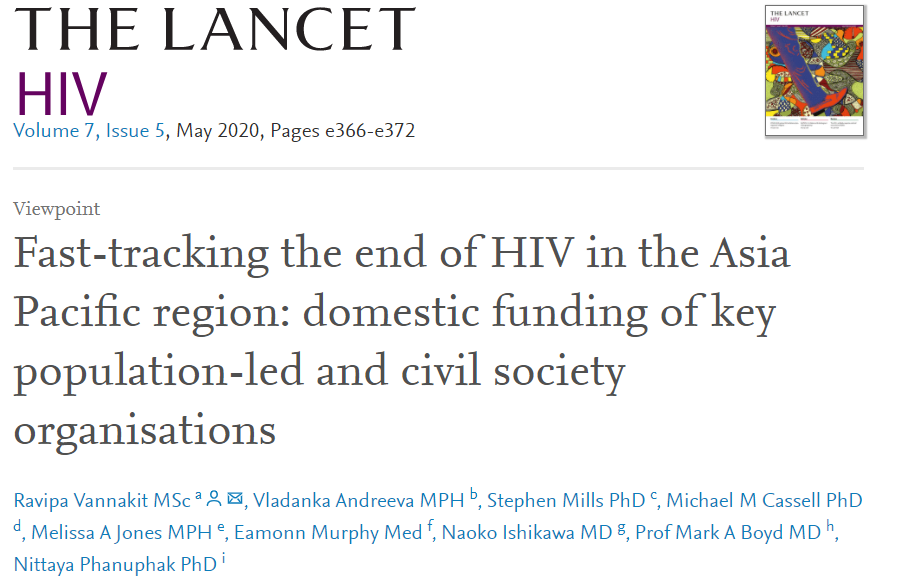 THE LANCET
HIV
Volume 7, Issue 5, May 2020, Pages e366-e372
THE LANCET
HIV
Viewpoint
Fast-tracking the end of HIV in the Asia
Pacific region: domestic funding of key
population-led and civil society
organisations
Ravipa Vannakit MSc a, Vladanka Andreeva MPH b, Stephen Mills PhD c, Michael M Cassell PhD
d, Melissa A Jones MPH e, Eamonn Murphy Med f, Naoko Ishikawa MD g, Prof Mark A Boyd MD h,
Nittaya Phanuphak PhD i